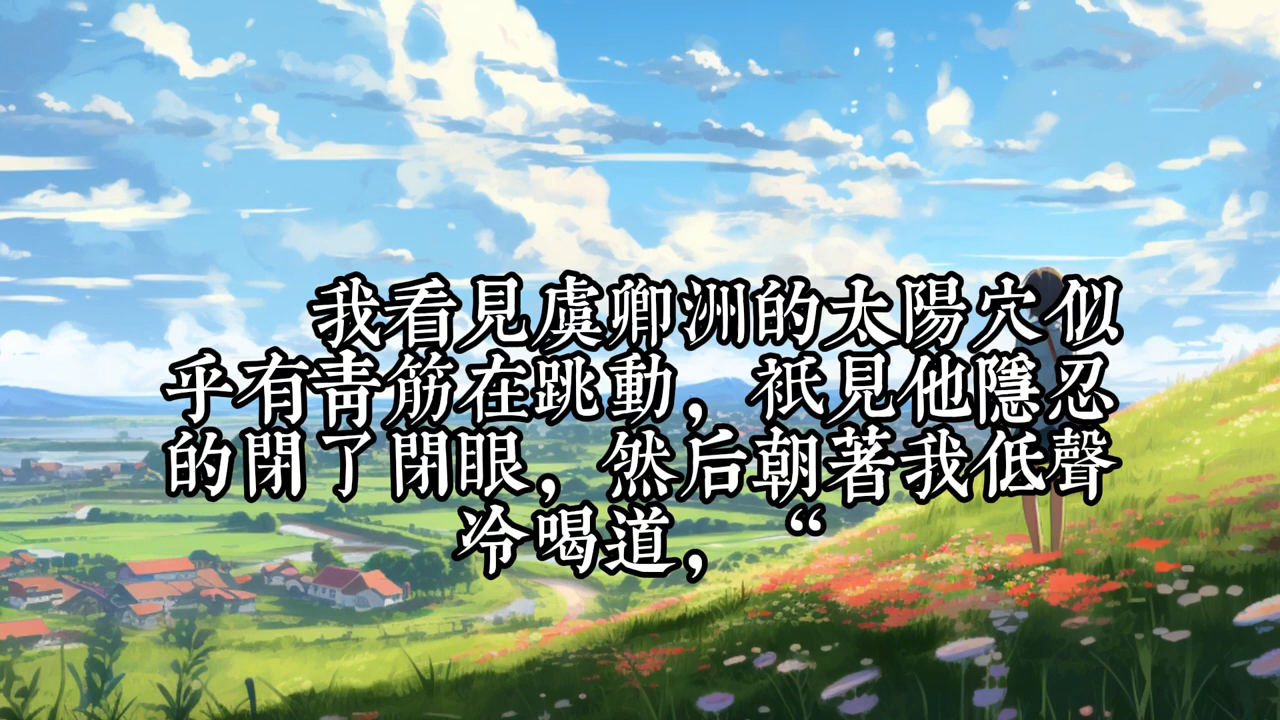 我看見虞卿洲的太陽穴似
乎有青筋在跳動，祇見他隱忍
的閉了閉眼，然后朝著我低聲
冷喝道，“